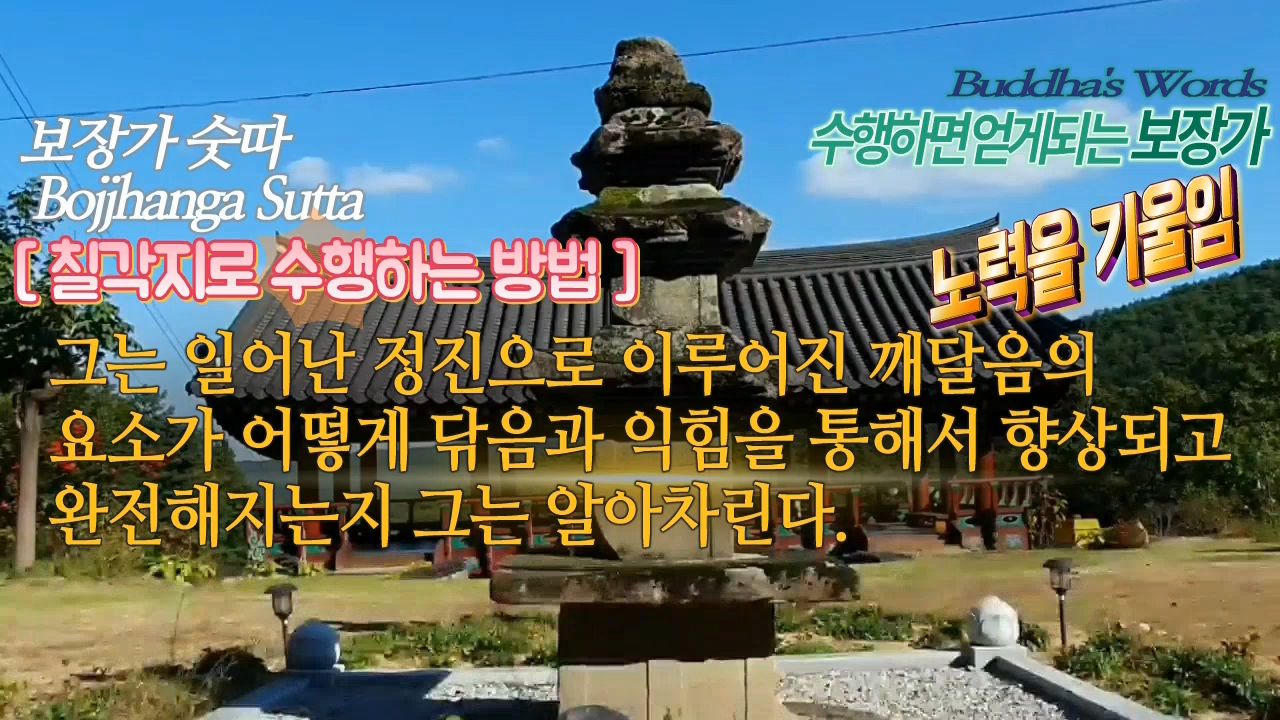 Buddha's Words
수행하면 얻게되는 보장가
보장가 숫따
Bojjhanga Sutta
[ 칠각지로 수행하는 방법 ]
노력을 기울임
그는 일어난 정진으로 이루어진 깨달음의
요소가 어떻게 닦음과 익힘을 통해서 향상되고
완전해지는지 그는 알아차린다.